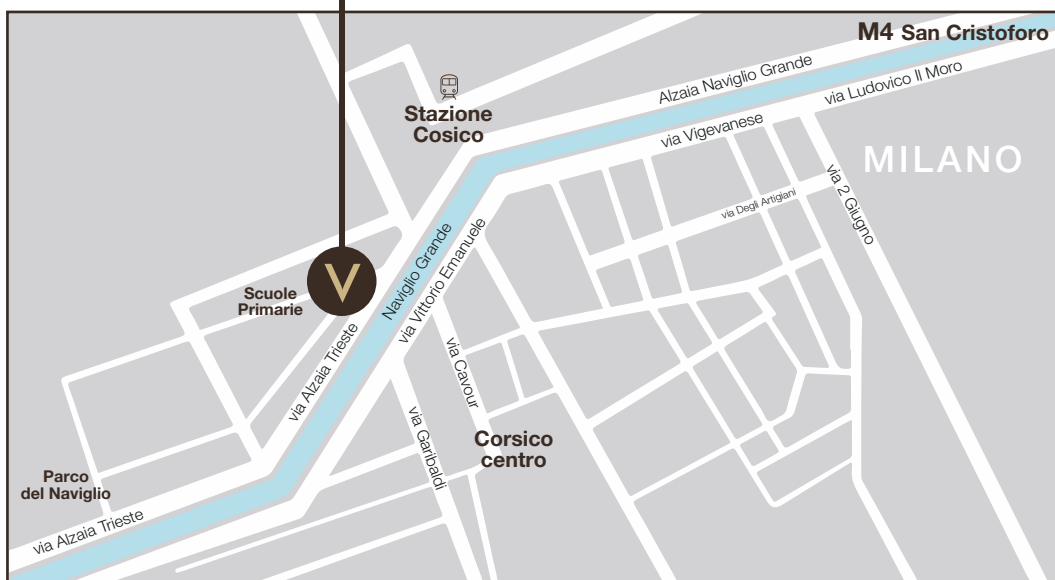 M4 San Cristoforo
Alzaia Naviglio Grande
via Ludovico Il Moro
Stazione
Cosico
via Vigevanese
MILANO
via 2 Giugno
via Degli Artigiani
Naviglio Grande
via Vittorio Emanuele
V
Scuole
Primarie
via Alzaia Trieste
via Cavour
via Garibaldi
Corsico
centro
Parco
del Naviglio
via Alzaia Trieste